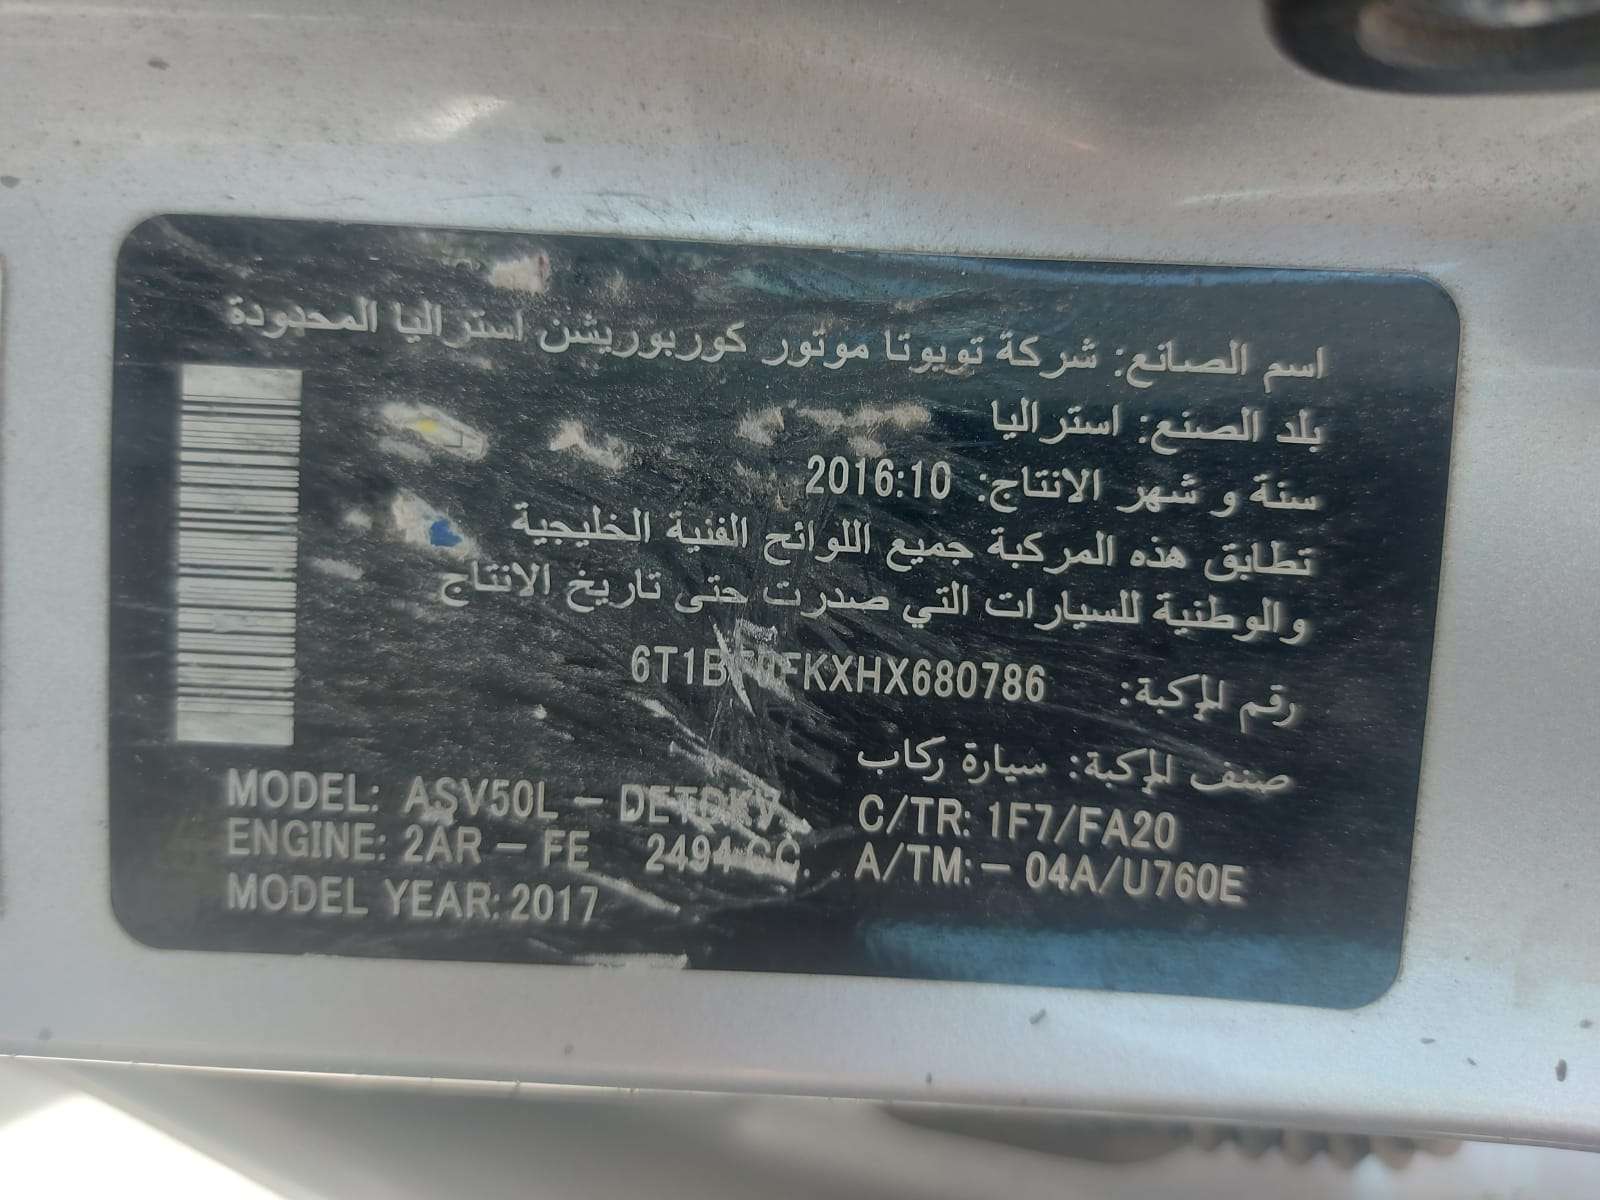 اسم الصانع: شركة تويوتا موتور كوربوريشن استراليا المحدودة
بلد الصنع: استراليا
سنة و شهر الانتاج: 2016:10
تطابق هذه المركبة جميع اللوائح الفنية الخليجية
والوطنية للسيارات التي صدرت حتى تاريخ الانتاج
رقم المركبة:
صنف المركبة: سيارة ركاب
MODEL: ASV50L - C/TR: 1F7/FA20
ENGINE: 2AR - FE 2494 CC. A/TM: - 04A/U760E
MODEL YEAR: 2017